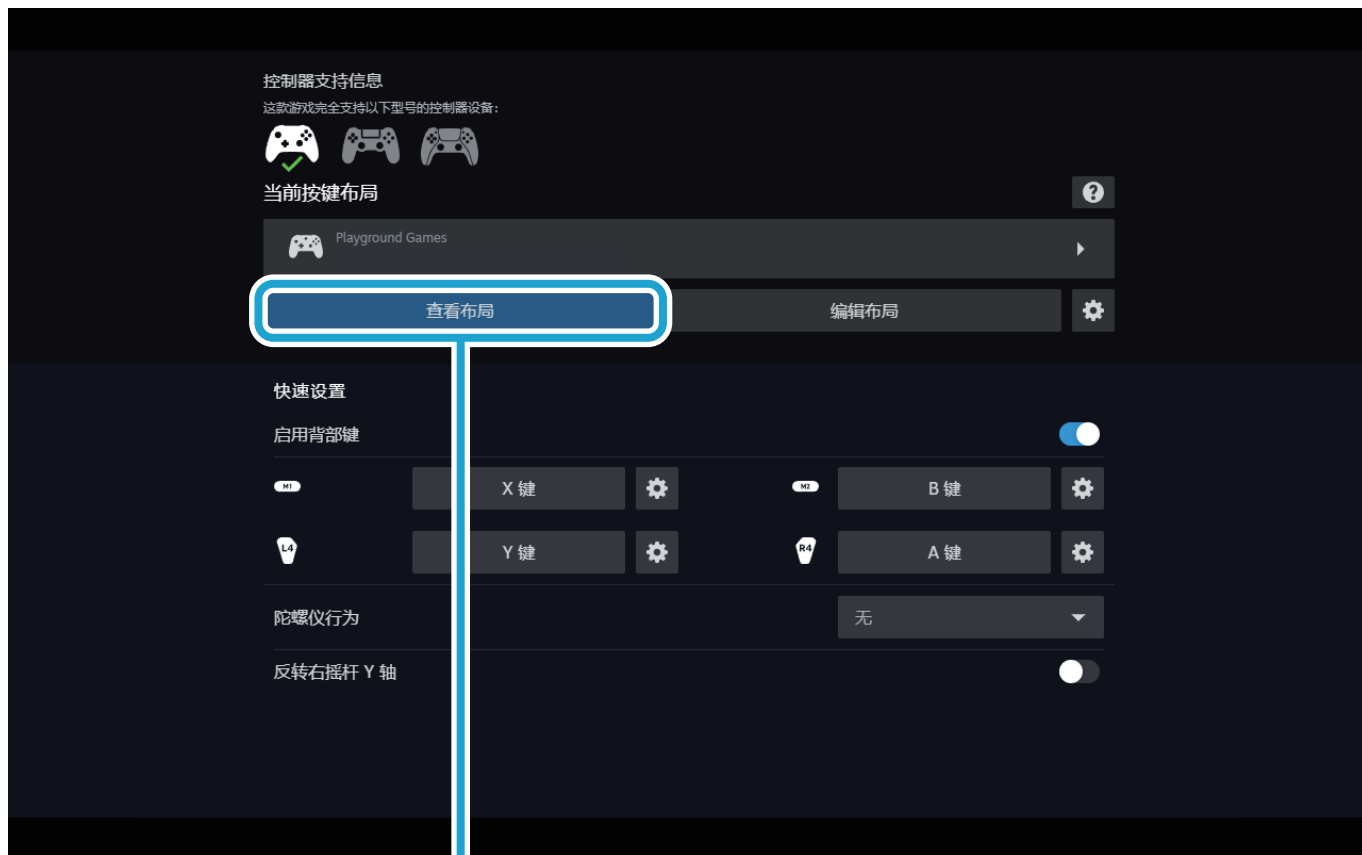 控制器支持信息
这款游戏完全支持以下型号的控制器设备：
当前按键布局
?
Playground Games
查看布局
编辑布局
快速设置
启用背部键
M1
X 键
M2
B 键
L4
Y 键
R4
A 键
陀螺仪行为
无
反转右摇杆 Y 轴